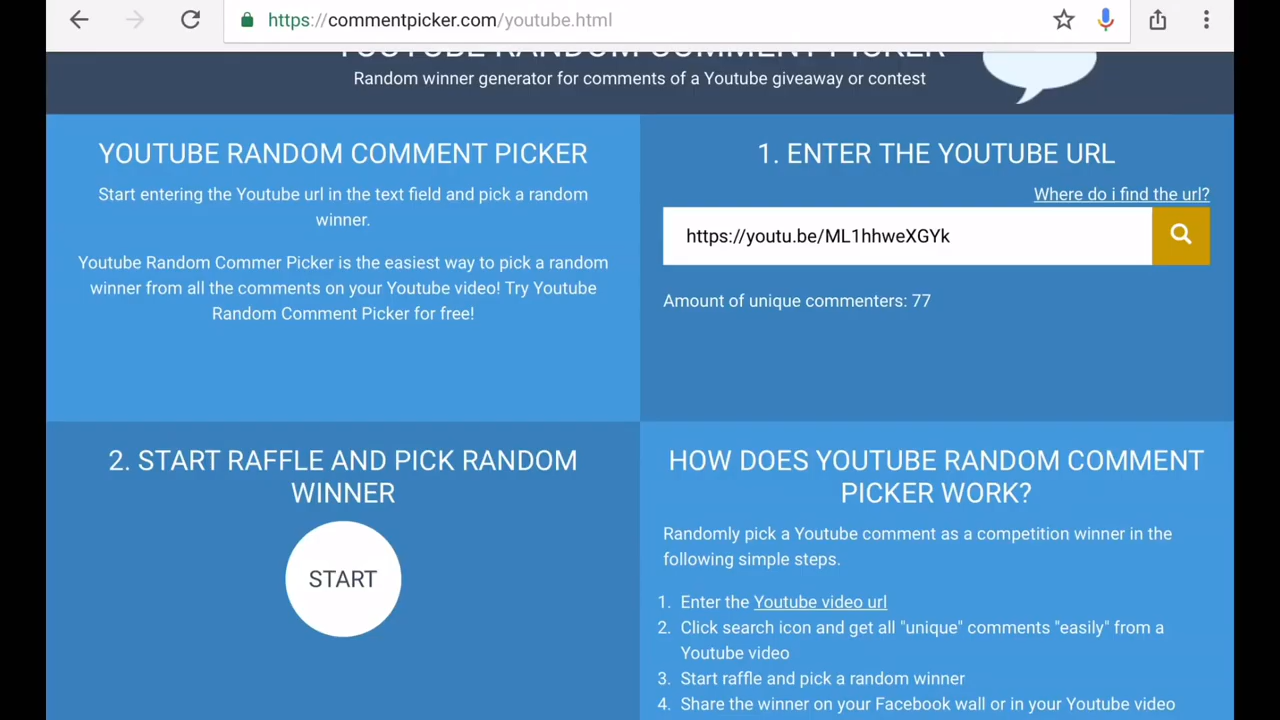 https://commentpicker.com/youtube.html
YOUTUBE RANDOM COMMENT PICKER
Random winner generator for comments of a Youtube giveaway or contest
YOUTUBE RANDOM COMMENT PICKER
Start entering the Youtube url in the text field and pick a random
winner.
Youtube Random Commer Picker is the easiest way to pick a random
winner from all the comments on your Youtube video! Try Youtube
Random Comment Picker for free!
1. ENTER THE YOUTUBE URL
Where do i find the url?
https://youtu.be/ML1hhweXGYk
Amount of unique commenters: 77
2. START RAFFLE AND PICK RANDOM
WINNER
START
HOW DOES YOUTUBE RANDOM COMMENT
PICKER WORK?
Randomly pick a Youtube comment as a competition winner in the
following simple steps.
1. Enter the Youtube video url
2. Click search icon and get all "unique" comments "easily" from a
Youtube video
3. Start raffle and pick a random winner
4. Share the winner on your Facebook wall or in your Youtube video